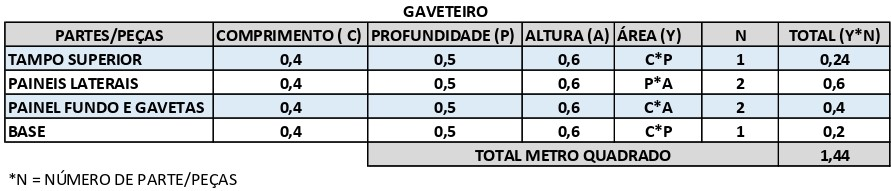 GAVETEIRO
PARTES/PEÇAS COMPRIMENTO ( C) PROFUNDIDADE (P) ALTURA (A) ÁREA (Y) N TOTAL (Y*N)
TAMPO SUPERIOR 0,4 0,5 0,6 C*P 1 0,24
PAINEIS LATERAIS 0,4 0,5 0,6 P*A 2 0,6
PAINEL FUNDO E GAVETAS 0,4 0,5 0,6 C*A 2 0,4
BASE 0,4 0,5 0,6 C*P 1 0,2
TOTAL METRO QUADRADO 1,44
*N = NÚMERO DE PARTE/PEÇAS